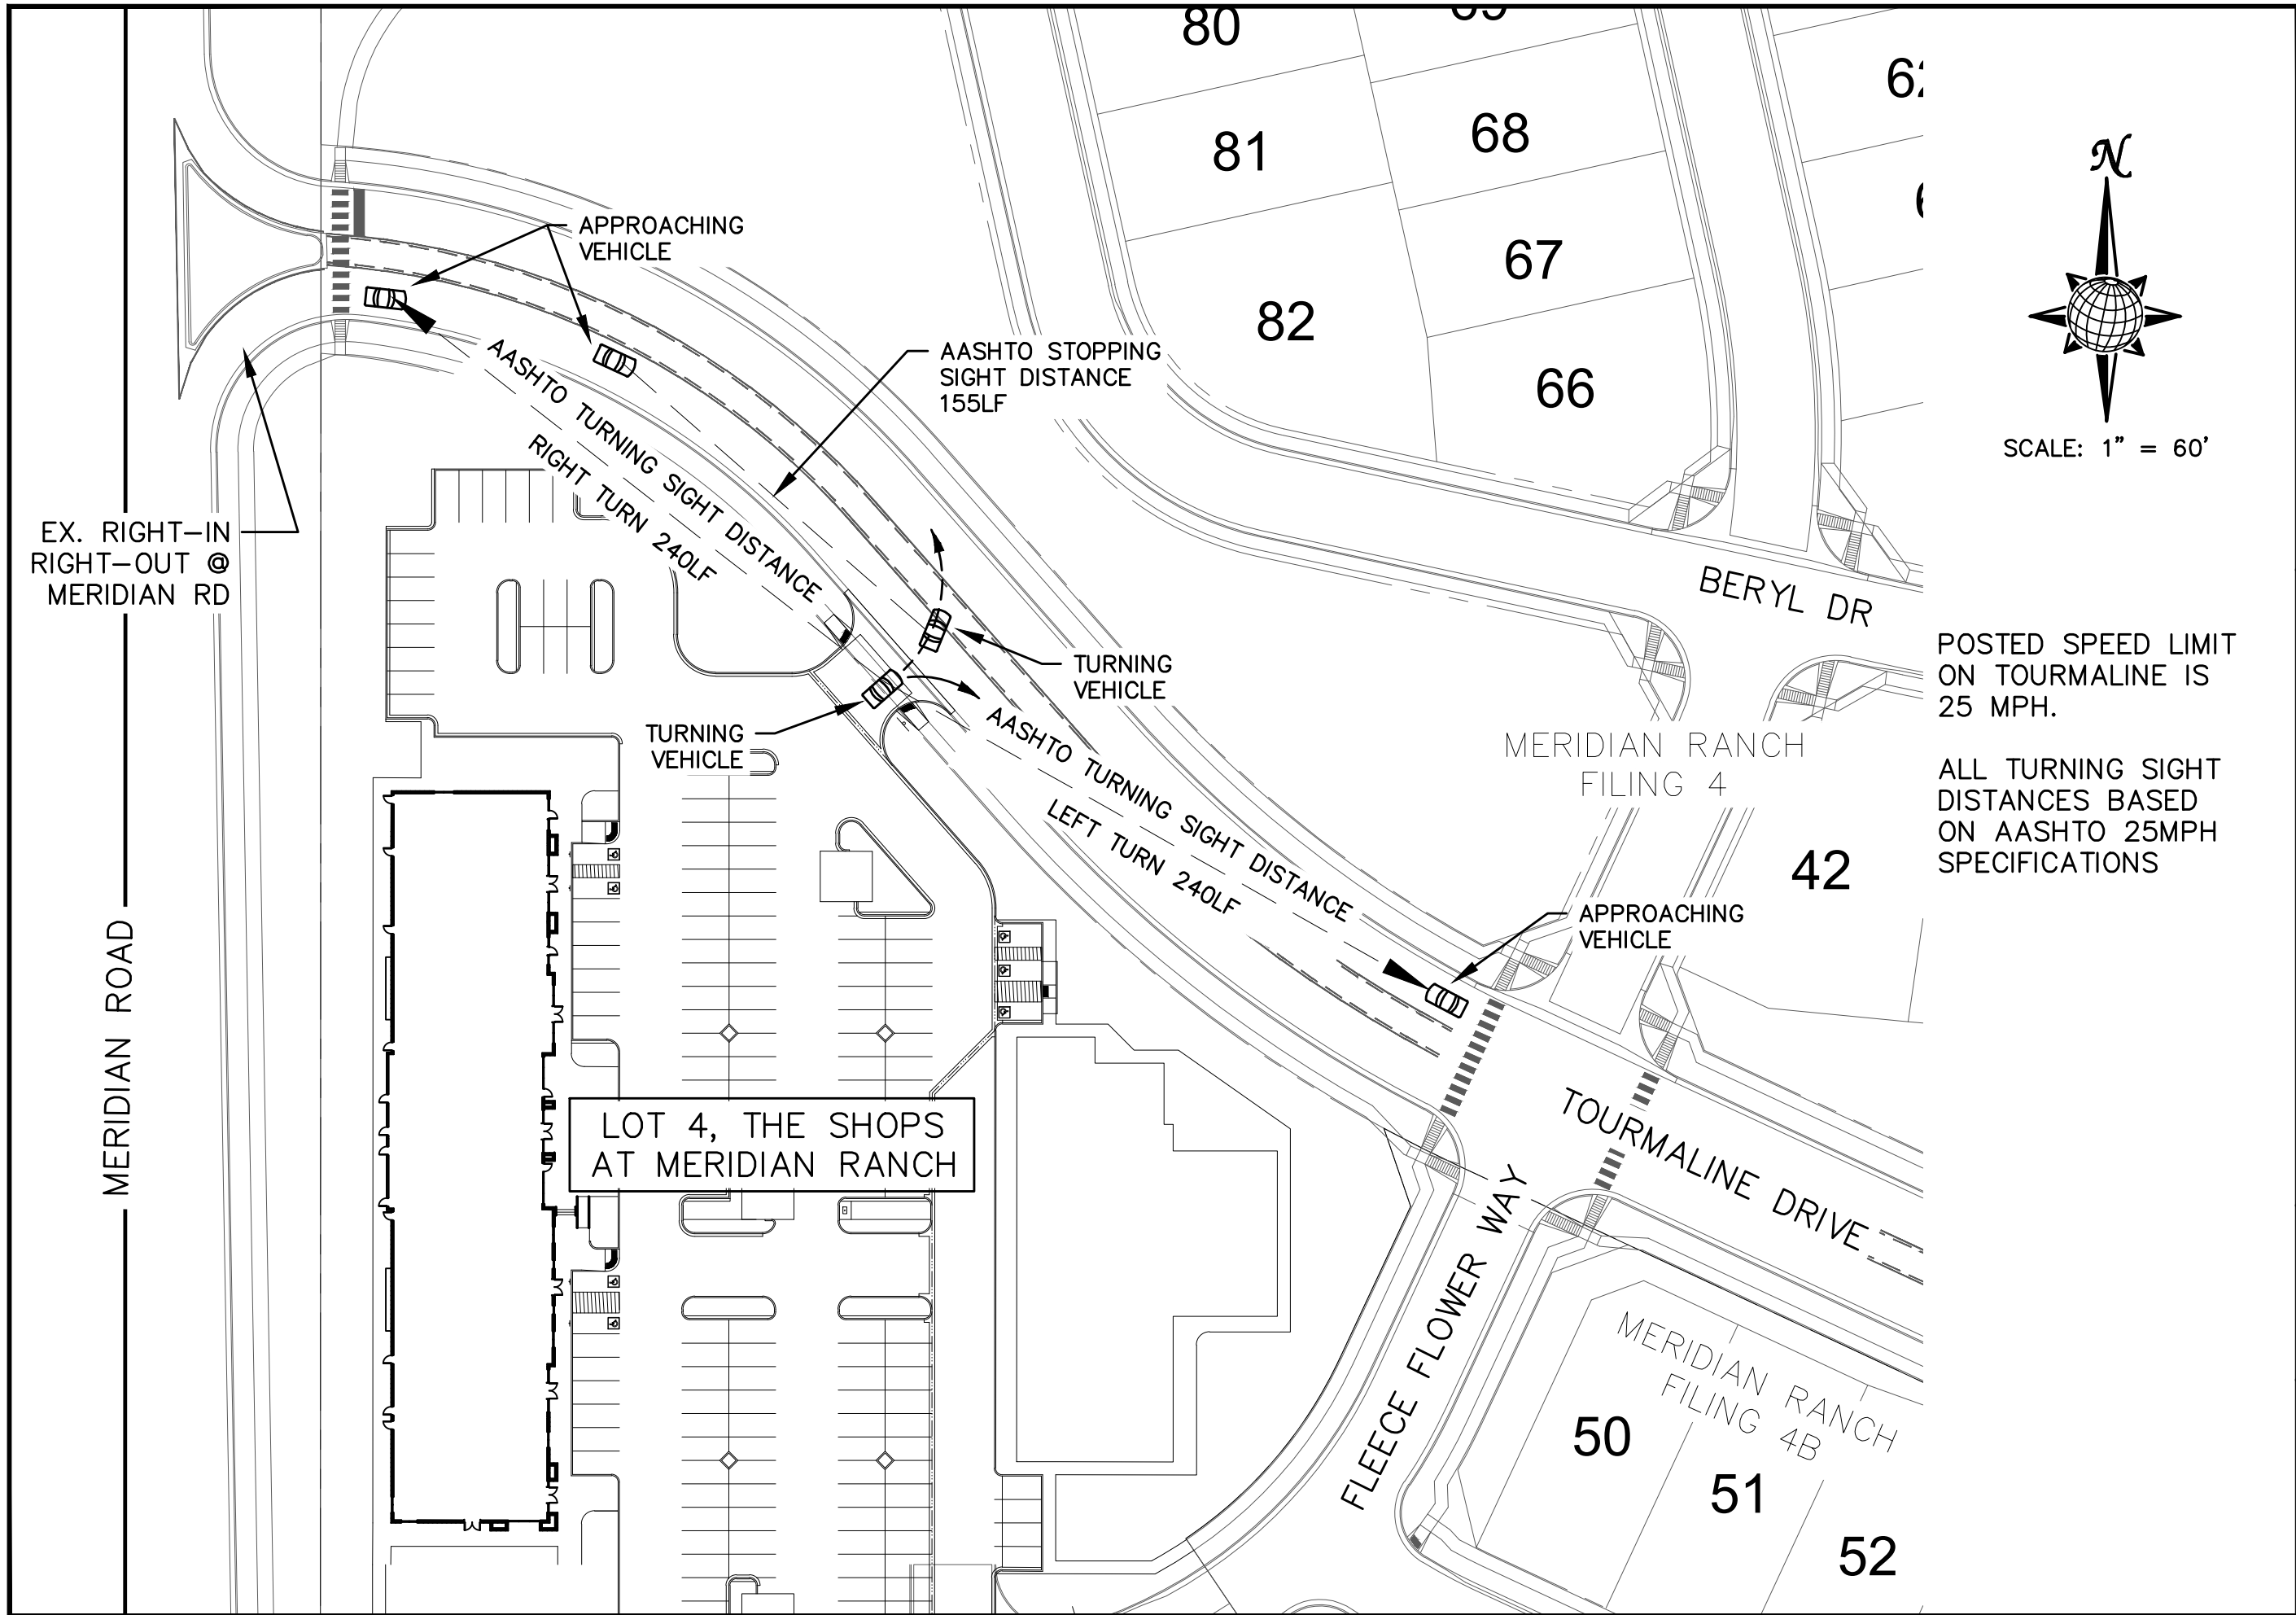 80
81
68
67
82
66
N
SCALE: 1" = 60'
APPROACHING
VEHICLE
AASHTO STOPPING
SIGHT DISTANCE
155LF
AASHTO TURNING SIGHT DISTANCE
RIGHT TURN 240LF
EX. RIGHT-IN
RIGHT-OUT @
MERIDIAN RD
BERYL DR
POSTED SPEED LIMIT
ON TOURMALINE IS
25 MPH.
ALL TURNING SIGHT
DISTANCES BASED
ON AASHTO 25MPH
SPECIFICATIONS
TURNING
VEHICLE
TURNING
VEHICLE
AASHTO TURNING SIGHT DISTANCE
LEFT TURN 240LF
MERIDIAN RANCH
FILING 4
42
APPROACHING
VEHICLE
MERIDIAN ROAD
LOT 4, THE SHOPS
AT MERIDIAN RANCH
TOURMALINE DRIVE
FLEECE FLOWER WAY
MERIDIAN RANCH
FILING 4B
50
51
52